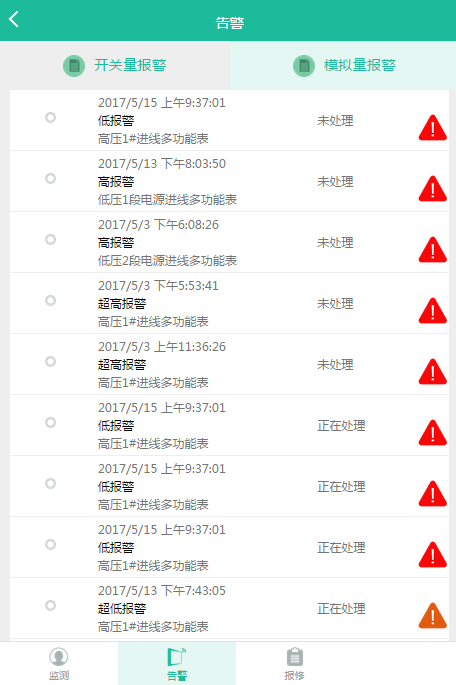 告警
开关量报警
模拟量报警
2017/5/15 上午9:37:01
低报警
未处理
高压1#进线多功能表
2017/5/13 下午8:03:50
高报警
未处理
低压1段电源进线多功能表
2017/5/3 下午6:08:26
高报警
未处理
低压2段电源进线多功能表
2017/5/3 下午5:53:41
超高报警
未处理
高压1#进线多功能表
2017/5/3 上午11:36:26
超高报警
未处理
高压1#进线多功能表
2017/5/15 上午9:37:01
低报警
正在处理
高压1#进线多功能表
2017/5/15 上午9:37:01
低报警
正在处理
高压1#进线多功能表
2017/5/15 上午9:37:01
低报警
正在处理
高压1#进线多功能表
2017/5/13 下午7:43:05
超低报警
正在处理
高压1#进线多功能表
监测
告警
报修